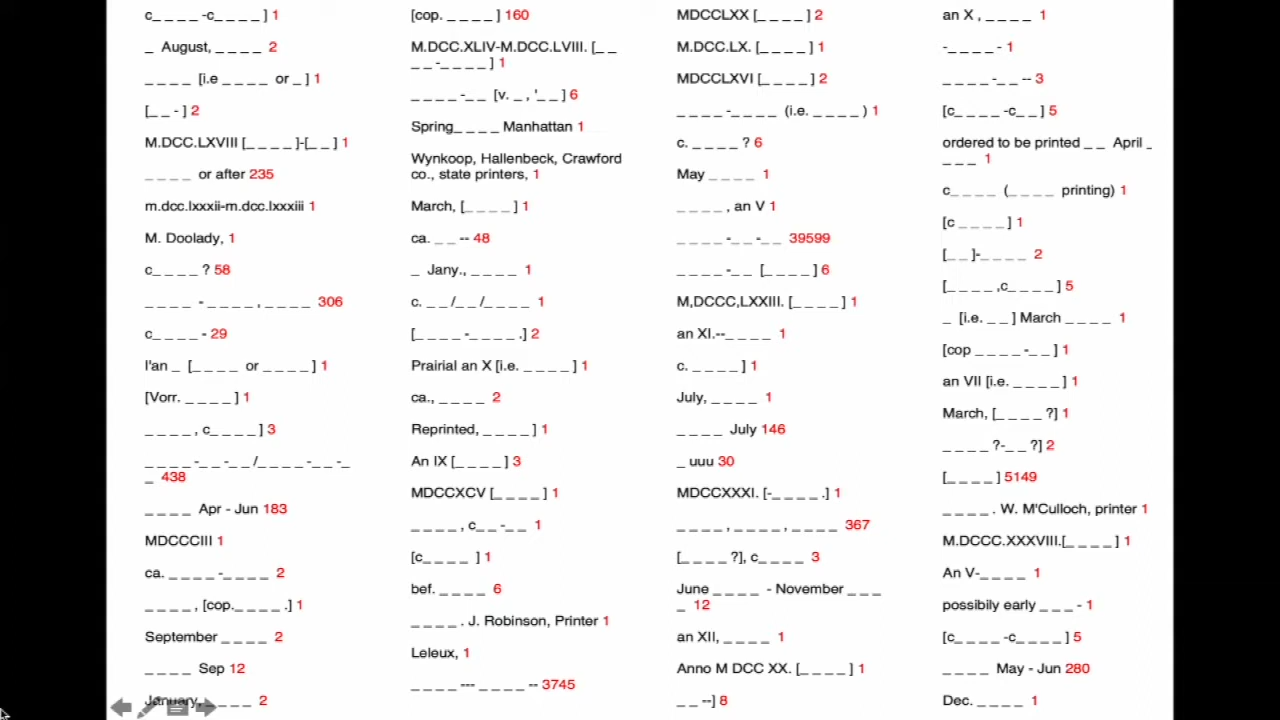 c_ _ _ _ -c_ _ _ _ ] 1
_ August, _ _ _ _ 2
_ _ _ _ [i.e _ _ _ _ or _ ] 1
[_ _ - ] 2
M.DCC.LXVIII [_ _ _ _ ]-[_ _ ] 1
_ _ _ _ or after 235
m.dcc.lxxxii-m.dcc.lxxxiii 1
M. Doolady, 1
c_ _ _ _ ? 58
_ _ _ _ - _ _ _ _ , _ _ _ _ 306
c_ _ _ _ - 29
l'an _ [_ _ _ _ or _ _ _ _ ] 1
[Vorr. _ _ _ _ ] 1
_ _ _ _ , c_ _ _ _ ] 3
_ _ _ _ -_ _ -_ _ /_ _ _ _ -_ _ -_
_ 438
_ _ _ _ Apr - Jun 183
MDCCCIII 1
ca. _ _ _ _ -_ _ _ _ 2
_ _ _ _ , [cop._ _ _ _ .] 1
September _ _ _ _ 2
_ _ _ _ Sep 12
January, _ _ _ _ 2
[cop. _ _ _ _ ] 160
M.DCC.XLIV-M.DCC.LVIII. [_ _
_ _ -_ _ _ _ ] 1
_ _ _ _ -_ _ [v. _ , '_ _ ] 6
Spring_ _ _ _ Manhattan 1
Wynkoop, Hallenbeck, Crawford
co., state printers, 1
March, [_ _ _ _ ] 1
ca. _ _ -- 48
_ Jany., _ _ _ _ 1
c. _ _ /_ _ /_ _ _ _ 1
[_ _ _ _ -_ _ _ _ .] 2
Prairial an X [i.e. _ _ _ _ ] 1
ca., _ _ _ _ 2
Reprinted, _ _ _ _ ] 1
An IX [_ _ _ _ ] 3
MDCCXCV [_ _ _ _ ] 1
_ _ _ _ , c_ _ -_ _ 1
[c_ _ _ _ ] 1
bef. _ _ _ _ 6
_ _ _ _ . J. Robinson, Printer 1
Leleux, 1
_ _ _ _ --- _ _ _ _ -- 3745
MDCCLXX [_ _ _ _ ] 2
M.DCC.LX. [_ _ _ _ ] 1
MDCCLXVI [_ _ _ _ ] 2
_ _ _ _ -_ _ _ _ (i.e. _ _ _ _ ) 1
c. _ _ _ _ ? 6
May _ _ _ _ 1
_ _ _ _ , an V 1
_ _ _ _ -_ _ -_ _ 39599
_ _ _ _ -_ _ [_ _ _ _ ] 6
M,DCCC,LXXIII. [_ _ _ _ ] 1
an XI.--_ _ _ _ 1
c. _ _ _ _ ] 1
July, _ _ _ _ 1
_ _ _ _ July 146
_ uuu 30
MDCCXXXI. [-_ _ _ _ .] 1
_ _ _ _ , _ _ _ _ , _ _ _ _ 367
[_ _ _ _ ?], c_ _ _ _ 3
June _ _ _ _ - November _ _ _
_ 12
an XII, _ _ _ _ 1
Anno M DCC XX. [_ _ _ _ ] 1
_ _ --] 8
an X , _ _ _ _ 1
-_ _ _ _ - 1
_ _ _ _ -_ _ -- 3
[c_ _ _ _ -c_ _ ] 5
ordered to be printed _ _ April _
_ _ _ 1
c_ _ _ _ (_ _ _ _ printing) 1
[c _ _ _ _ ] 1
[_ _ ]-_ _ _ _ 2
[_ _ _ _ ,c_ _ _ _ ] 5
_ [i.e. _ _ ] March _ _ _ _ 1
[cop _ _ _ _ -_ _ ] 1
an VII [i.e. _ _ _ _ ] 1
March, [_ _ _ _ ?] 1
_ _ _ _ ?-_ _ ?] 2
[_ _ _ _ ] 5149
_ _ _ _ . W. M'Culloch, printer 1
M.DCCC.XXXVIII.[_ _ _ _ ] 1
An V-_ _ _ _ 1
possibily early _ _ _ - 1
[c_ _ _ _ -c_ _ _ _ ] 5
_ _ _ _ May - Jun 280
Dec. _ _ _ _ 1